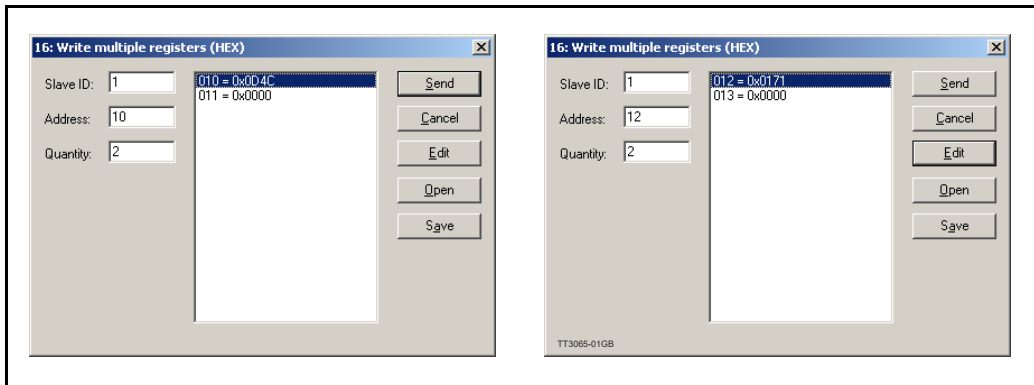 16: Write multiple registers (HEX)
Slave ID: 1
010 = 0x0D4C
Send
011 = 0x0000
Address: 10
Cancel
Quantity: 2
Edit
Open
Save
16: Write multiple registers (HEX)
Slave ID: 1
012 = 0x0171
Send
013 = 0x0000
Address: 12
Cancel
Quantity: 2
Edit
Open
Save
TT3065-01GB